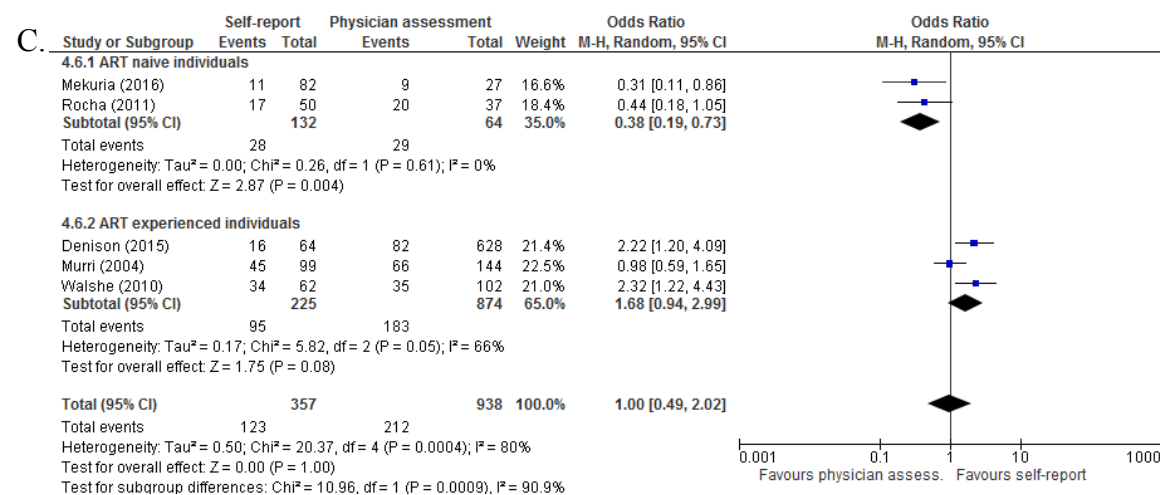 Self-report Physician assessment Odds Ratio Odds Ratio
C. Study or Subgroup Events Total Events Total Weight M-H, Random, 95% CI M-H, Random, 95% CI
4.6.1 ART naive individuals
Mekuria (2016) 11 82 9 27 16.6% 0.31 [0.11, 0.86]
Rocha (2011) 17 50 20 37 18.4% 0.44 [0.18, 1.05]
Subtotal (95% CI) 132 64 35.0% 0.38 [0.19, 0.73]
Total events 28 29
Heterogeneity: Tau² = 0.00; Chi² = 0.26, df = 1 (P = 0.61); I² = 0%
Test for overall effect: Z = 2.87 (P = 0.004)
4.6.2 ART experienced individuals
Denison (2015) 16 64 82 628 21.4% 2.22 [1.20, 4.09]
Murri (2004) 45 99 66 144 22.5% 0.98 [0.59, 1.65]
Walshe (2010) 34 62 35 102 21.0% 2.32 [1.22, 4.43]
Subtotal (95% CI) 225 874 65.0% 1.68 [0.94, 2.99]
Total events 95 183
Heterogeneity: Tau² = 0.17; Chi² = 5.82, df = 2 (P = 0.05); I² = 66%
Test for overall effect: Z = 1.75 (P = 0.08)
Total (95% CI) 357 938 100.0% 1.00 [0.49, 2.02]
Total events 123 212
Heterogeneity: Tau² = 0.50; Chi² = 20.37, df = 4 (P = 0.0004); I² = 80%
Test for overall effect: Z = 0.00 (P = 1.00)
Test for subgroup differences: Chi² = 10.96, df = 1 (P = 0.0009), I² = 90.9%
0.001 0.1 1 10 1000
Favours physician assess. Favours self-report